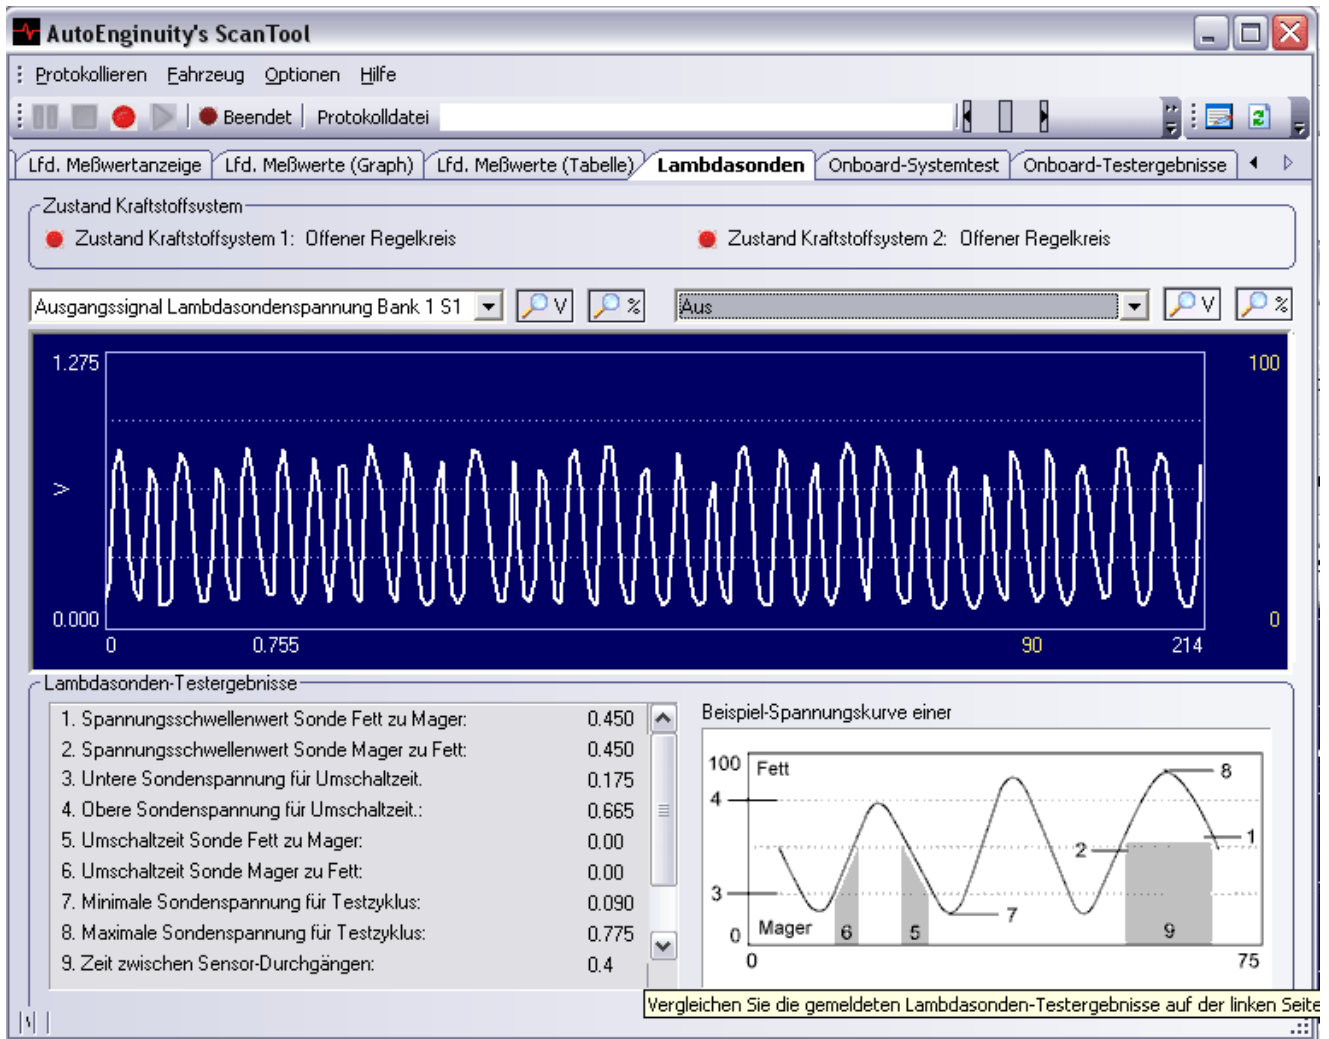 AutoEnginuity's ScanTool
Protokollieren Fahrzeug Optionen Hilfe
Beendet Protokolldatei
Lfd. Meßwertanzeige Lfd. Meßwerte (Graph) Lfd. Meßwerte (Tabelle) Lambdasonden Onboard-Systemtest Onboard-Testergebnisse
Zustand Kraftstoffsystem
Zustand Kraftstoffsystem 1: Offener Regelkreis Zustand Kraftstoffsystem 2: Offener Regelkreis
Ausgangssignal Lambdasondenspannung Bank 1 S1 V % Aus V %
1.275 100
V
0.000 0
0 0.755 90 214
Lambdasonden-Testergebnisse
1. Spannungsschwellenwert Sonde Fett zu Mager: 0.450
2. Spannungsschwellenwert Sonde Mager zu Fett: 0.450
3. Untere Sondenspannung für Umschaltzeit. 0.175
4. Obere Sondenspannung für Umschaltzeit.: 0.665
5. Umschaltzeit Sonde Fett zu Mager: 0.00
6. Umschaltzeit Sonde Mager zu Fett: 0.00
7. Minimale Sondenspannung für Testzyklus: 0.090
8. Maximale Sondenspannung für Testzyklus: 0.775
9. Zeit zwischen Sensor-Durchgängen: 0.4
Beispiel-Spannungskurve einer
100 Fett 8
4
2 1
3
7
0 Mager 6 5 9
0 75
Vergleichen Sie die gemeldeten Lambdasonden-Testergebnisse auf der linken Seite